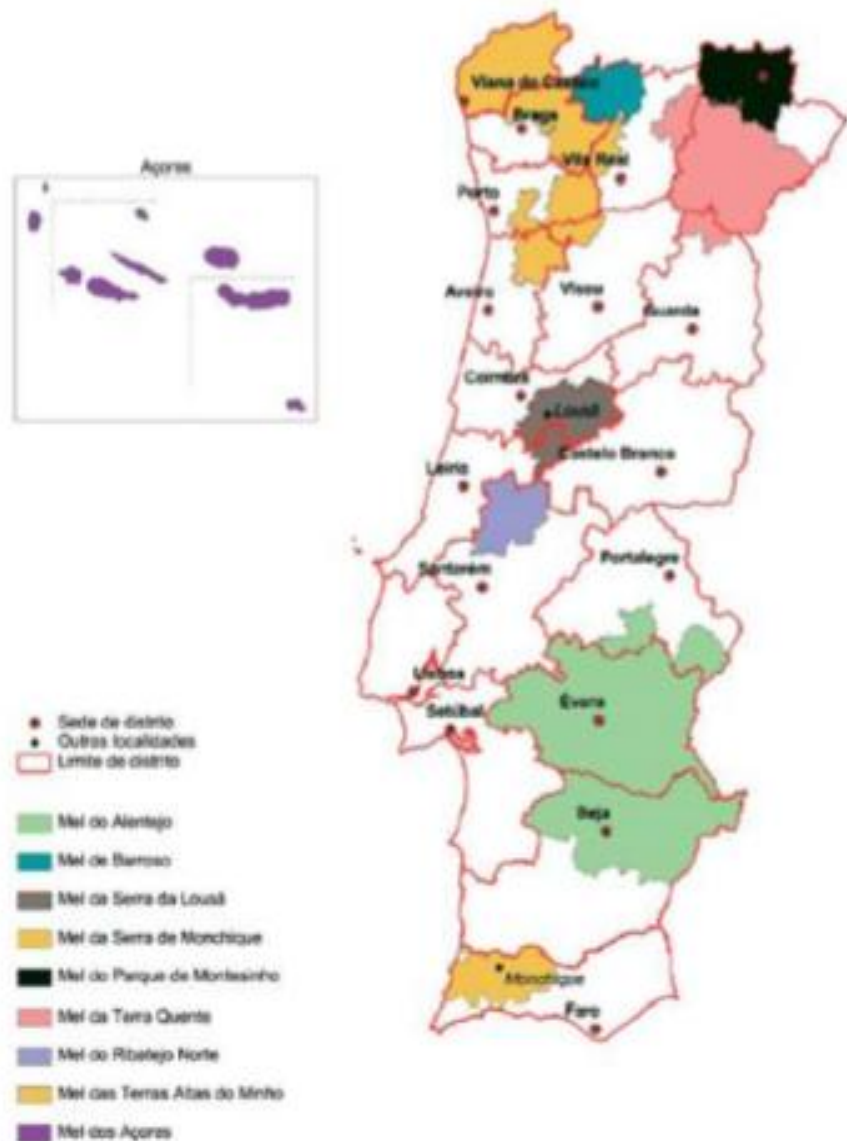 Açores
Viana do Castelo
Braga
Vila Real
Porto
Aveiro
Viseu
Guarda
Coimbra
Lousã
Castelo Branco
Leiria
Portalegre
Santarém
Lisboa
Setúbal
Évora
Beja
Monchique
Faro
Sede de distrito
Outras localidades
Limite de distrito
Mel do Alentejo
Mel de Barroso
Mel da Serra da Lousã
Mel da Serra de Monchique
Mel do Parque de Montesinho
Mel da Terra Quente
Mel do Ribatejo Norte
Mel das Terras Altas do Minho
Mel dos Açores